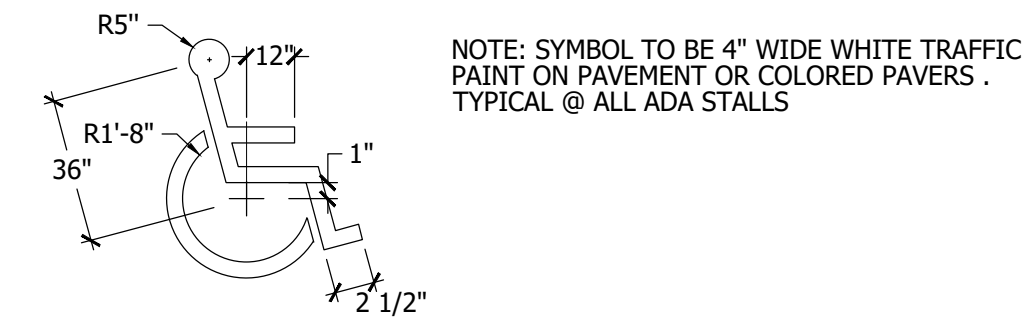 R5"
12"
NOTE: SYMBOL TO BE 4" WIDE WHITE TRAFFIC
PAINT ON PAVEMENT OR COLORED PAVERS .
TYPICAL @ ALL ADA STALLS
R1'-8"
1"
36"
2 1/2"